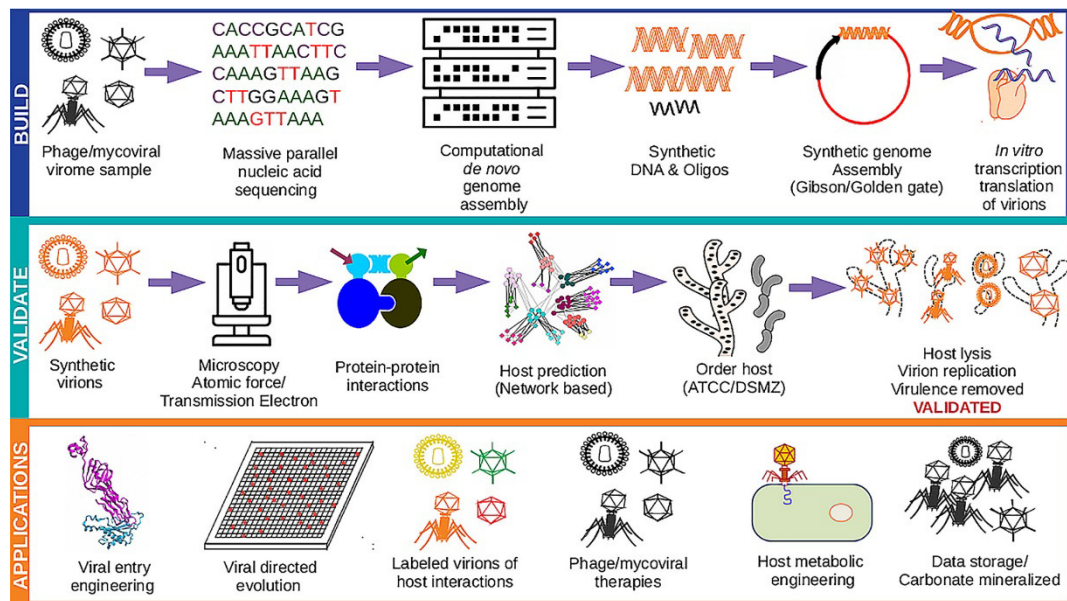 BUILD
CACCGCATCG
AAATTAACTTC
CAAAGTTAAG
CTTGGAAAGT
AAAGTTAAA
Phage/mycoviral
virome sample
Massive parallel
nucleic acid
sequencing
Computational
de novo
genome
assembly
Synthetic
DNA & Oligos
Synthetic genome
Assembly
(Gibson/Golden gate)
In vitro
transcription
translation
of virions
VALIDATE
Synthetic
virions
Microscopy
Atomic force/
Transmission Electron
Protein-protein
interactions
Host prediction
(Network based)
Order host
(ATCC/DSMZ)
Host lysis
Virion replication
Virulence removed
VALIDATED
APPLICATIONS
Viral entry
engineering
Viral directed
evolution
Labeled virions of
host interactions
Phage/mycoviral
therapies
Host metabolic
engineering
Data storage/
Carbonate mineralized